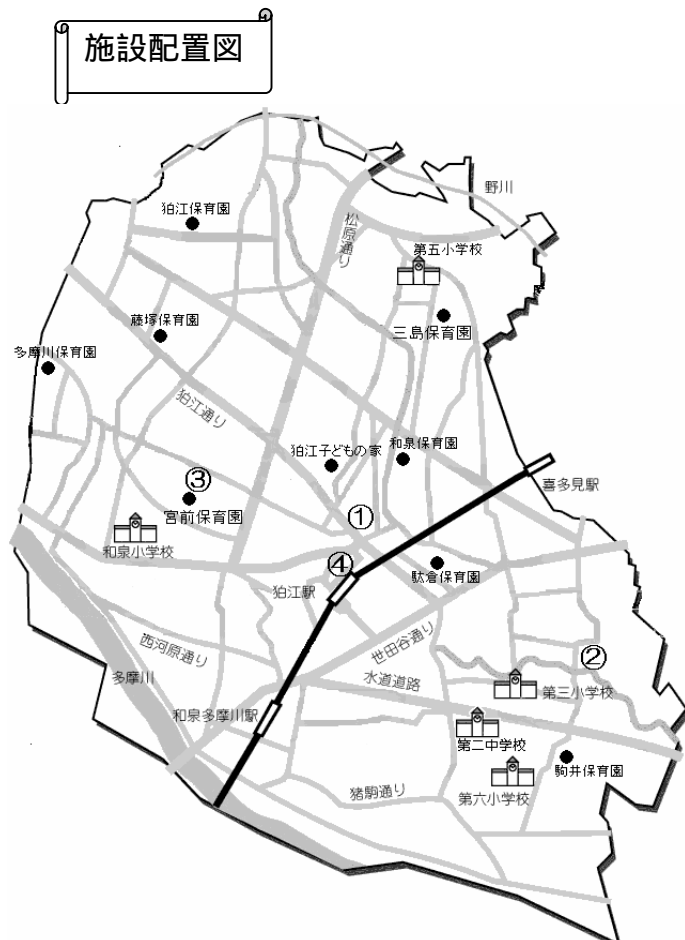 施設配置図
野川
狛江保育園
松原通り
第五小学校
藤塚保育園
三島保育園
多摩川保育園
狛江通り
狛江子どもの家
和泉保育園
③
喜多見駅
宮前保育園
①
和泉小学校
④
狛江駅
駄倉保育園
世田谷通り
西河原通り
②
多摩川
水道道路
第三小学校
和泉多摩川駅
第二中学校
駒井保育園
猪駒通り
第六小学校